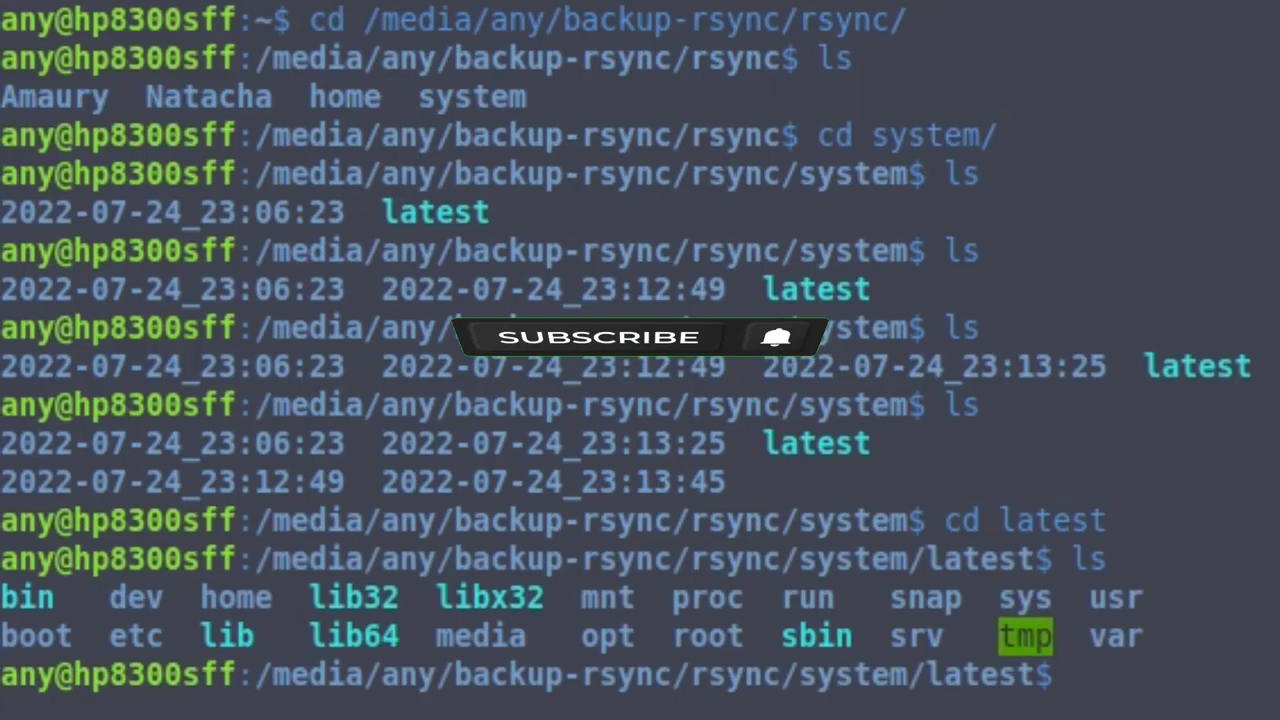 any@hp8300sff:~$ cd /media/any/backup-rsync/rsync/
any@hp8300sff:/media/any/backup-rsync/rsync$ ls
Amaury  Natacha  home  system
any@hp8300sff:/media/any/backup-rsync/rsync$ cd system/
any@hp8300sff:/media/any/backup-rsync/rsync/system$ ls
2022-07-24_23:06:23  latest
any@hp8300sff:/media/any/backup-rsync/rsync/system$ ls
2022-07-24_23:06:23  2022-07-24_23:12:49  latest
any@hp8300sff:/media/any/ ystem$ ls
SUBSCRIBE
2022-07-24_23:06:23  2022-07-24_23:12:49  2022-07-24_23:13:25  latest
any@hp8300sff:/media/any/backup-rsync/rsync/system$ ls
2022-07-24_23:06:23  2022-07-24_23:13:25  latest
2022-07-24_23:12:49  2022-07-24_23:13:45
any@hp8300sff:/media/any/backup-rsync/rsync/system$ cd latest
any@hp8300sff:/media/any/backup-rsync/rsync/system/latest$ ls
bin  dev  home  lib32  libx32  mnt  proc  run  snap  sys  usr
boot  etc  lib  lib64  media  opt  root  sbin  srv  tmp  var
any@hp8300sff:/media/any/backup-rsync/rsync/system/latest$